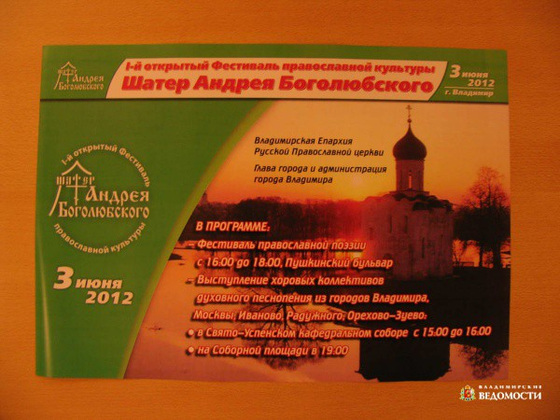 I-й открытый Фестиваль православной культуры
Шатер Андрея Боголюбского
3 июня
2012
г. Владимир
Шатер
Андрея
Боголюбского
Владимирская Епархия
Русской Православной церкви
Глава города и администрация
города Владимира
I-й открытый Фестиваль
шатер
Андрея
Боголюбского
православной культуры
3 июня
2012
В ПРОГРАММЕ:
– Фестиваль православной поэзии
с 16.00 до 18.00, Пушкинский бульвар
– Выступление хоровых коллективов
духовного песнопения из городов Владимира,
Москвы, Иваново, Радужного, Орехово–Зуево:
• в Свято–Успенском кафедральном соборе с 15.00 до 16.00
• на Соборной площади в 19.00
ВЛАДИМИРСКИЕ
ВЕДОМОСТИ